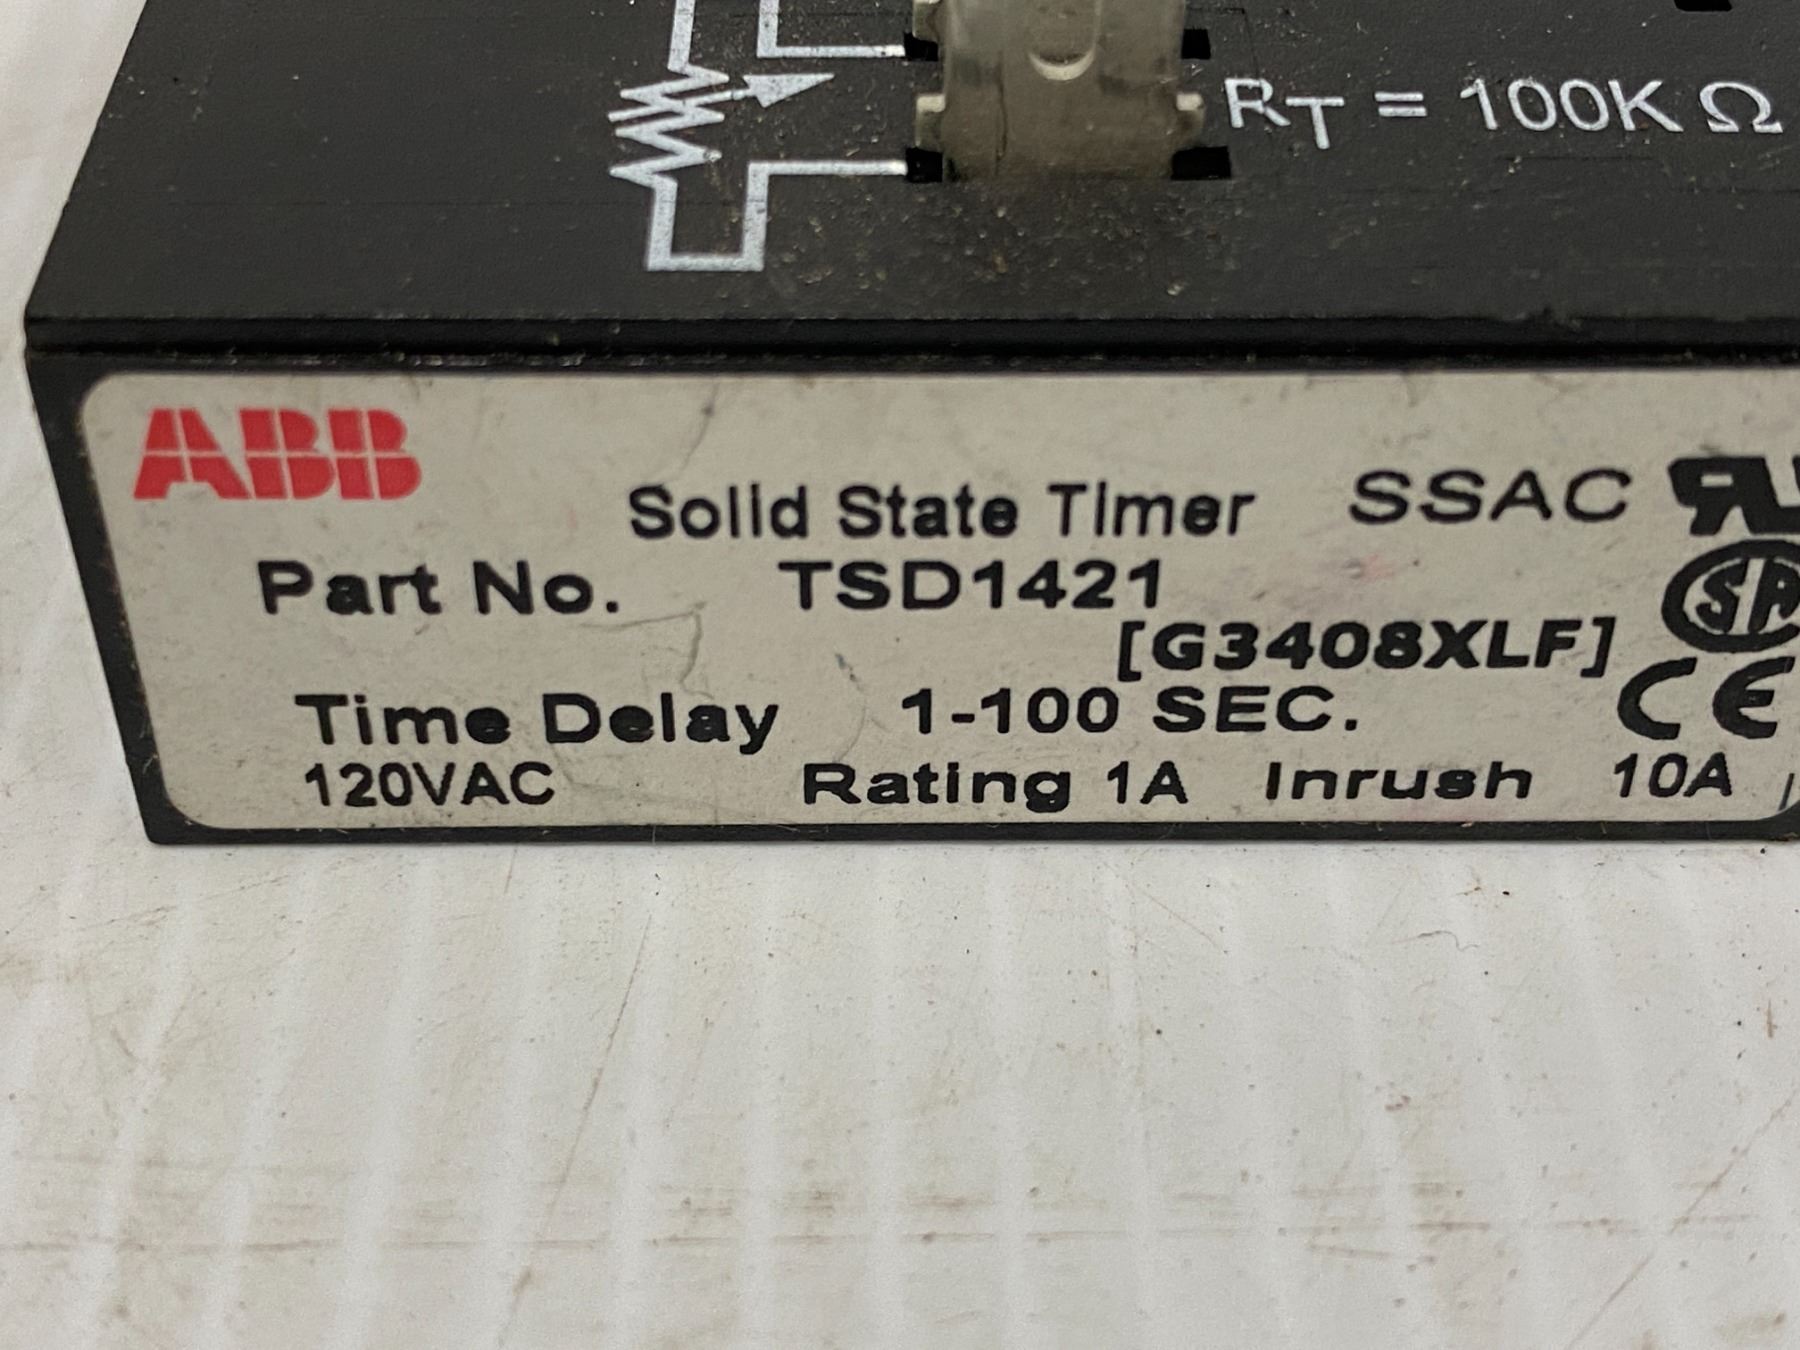 RT = 100K Ω
ABB
Solid State Timer SSAC
Part No. TSD1421
[G3408XLF]
Time Delay 1-100 SEC.
120VAC Rating 1A Inrush 10A